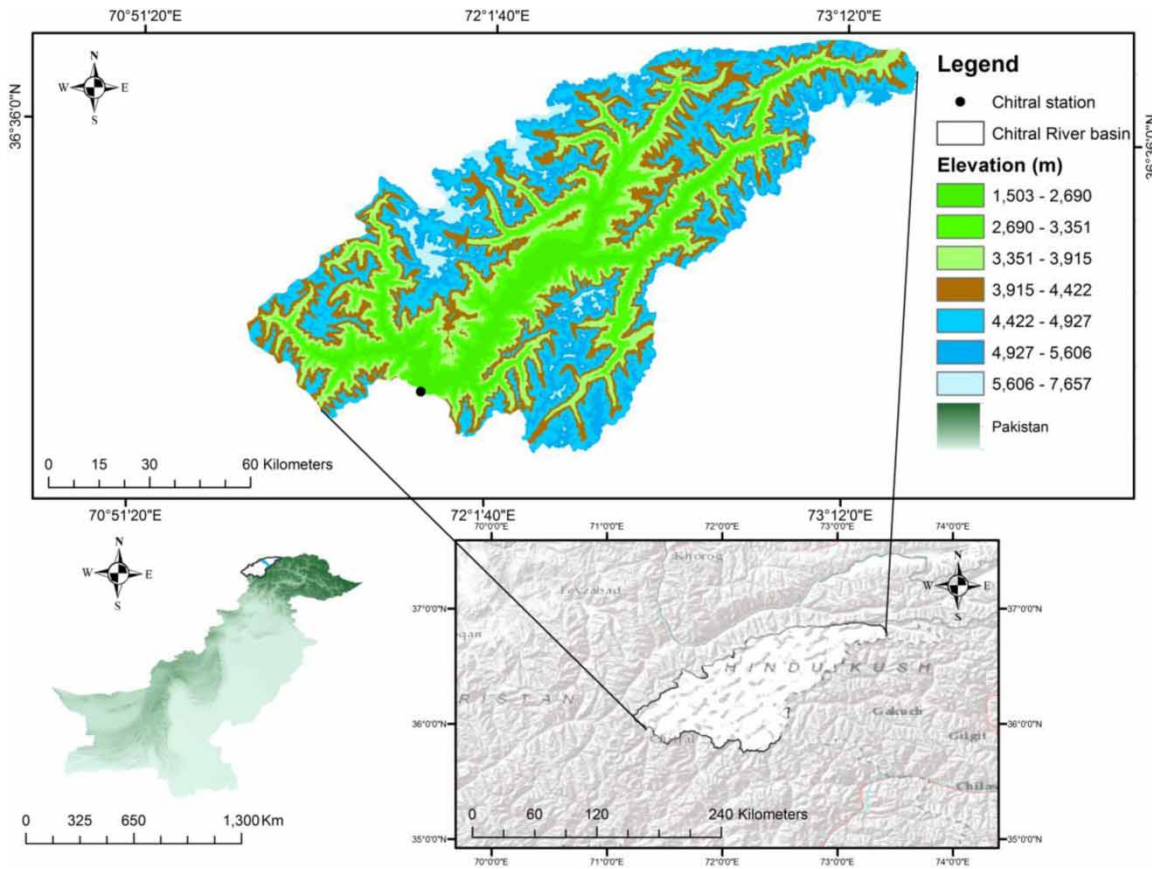 70°51'20"E 72°1'40"E 73°12'0"E
N
W E
S
36°36'0"N
36°36'0"N
Legend
Chitral station
Chitral River basin
Elevation (m)
1,503 - 2,690
2,690 - 3,351
3,351 - 3,915
3,915 - 4,422
4,422 - 4,927
4,927 - 5,606
5,606 - 7,657
Pakistan
0 15 30 60 Kilometers
70°51'20"E 72°1'40"E 73°12'0"E
N
W E
S
0 325 650 1,300 Km
70°0'0"E 71°0'0"E 72°0'0"E 73°0'0"E 74°0'0"E
N
W E
S
Khorog
Feyzabad
37°0'0"N 37°0'0"N
qan
HINDU KUSH
RISTAN
Gakuch
36°0'0"N 36°0'0"N
Gilgit
Chitral
Chilas
0 60 120 240 Kilometers
35°0'0"N 35°0'0"N
70°0'0"E 71°0'0"E 72°0'0"E 73°0'0"E 74°0'0"E